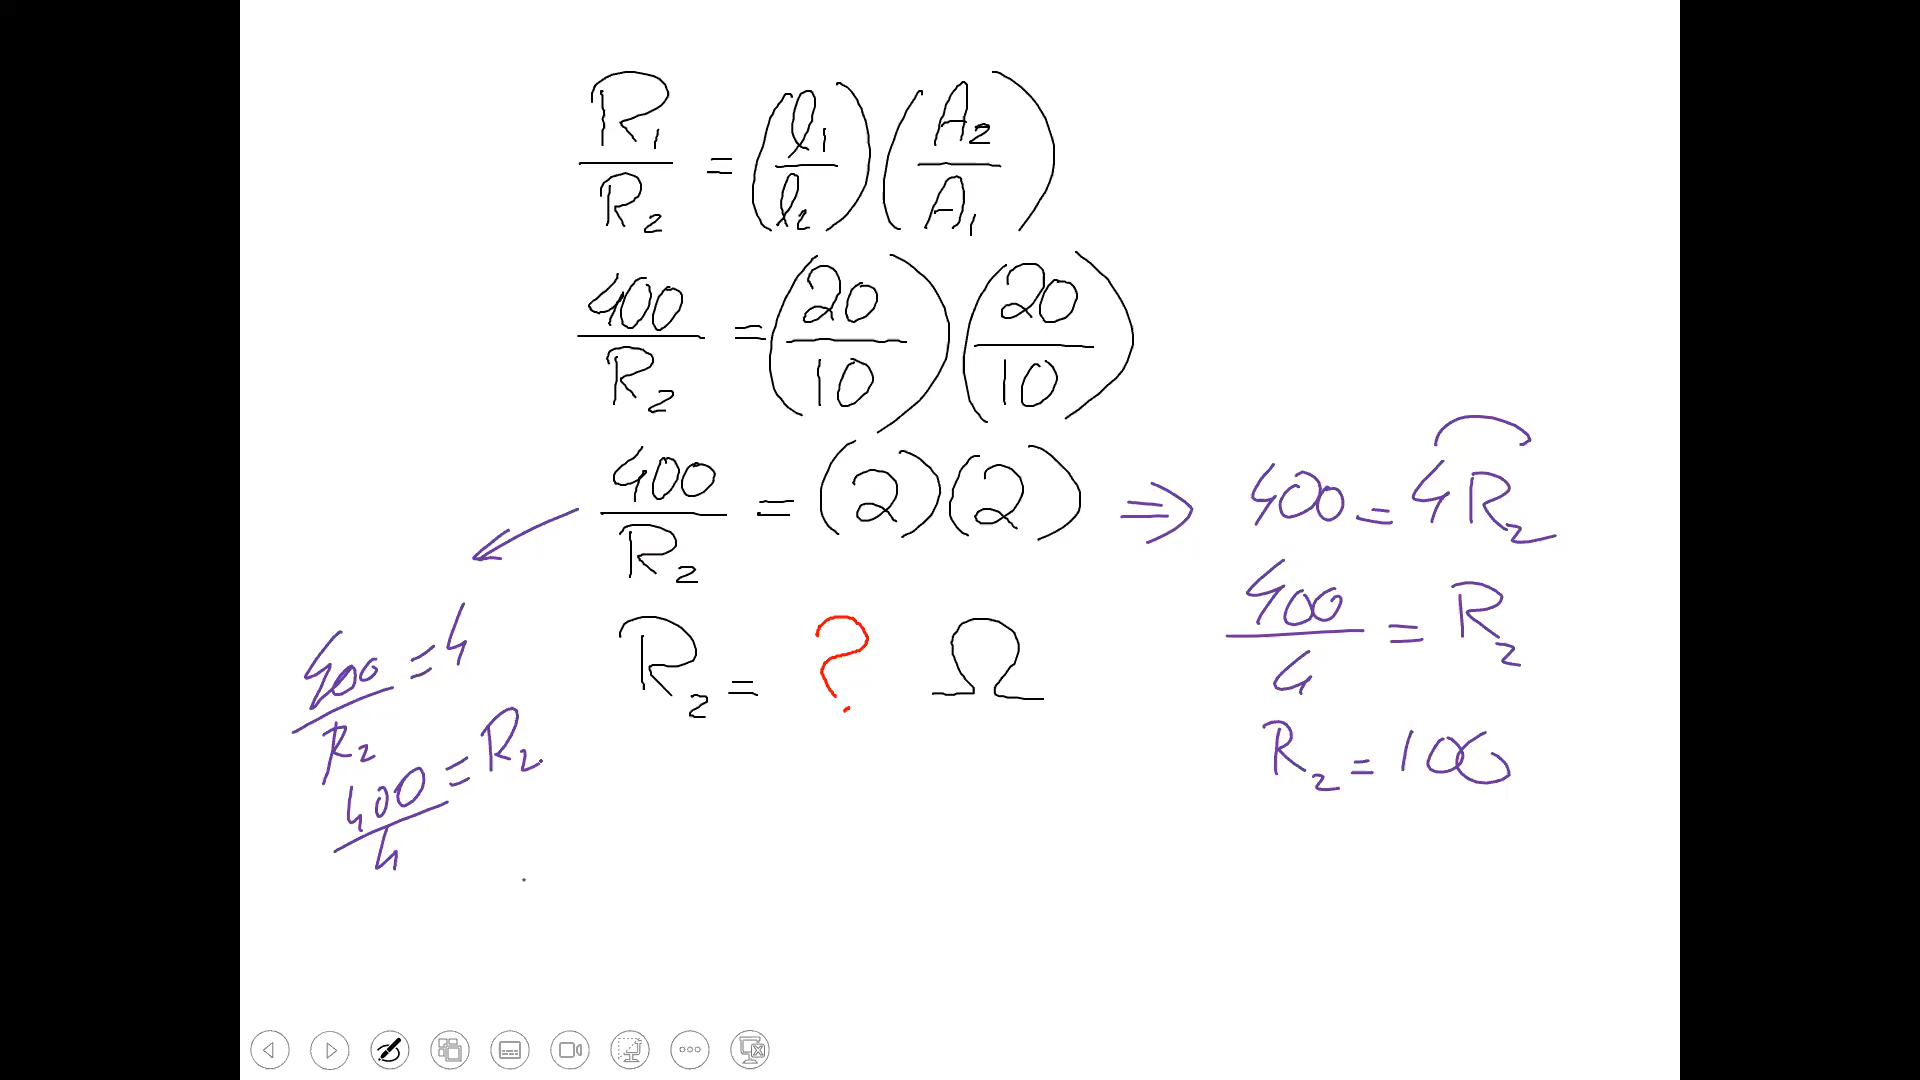 R₁/R₂ = (l₁/l₂)(A₂/A₁)
400/R₂ = (20/10)(20/10)
400/R₂ = (2)(2) ⇒ 400 = 4R₂
400/4 = R₂
R₂ = 100
R₂ = ? Ω
400/R₂ = 4
400/4 = R₂